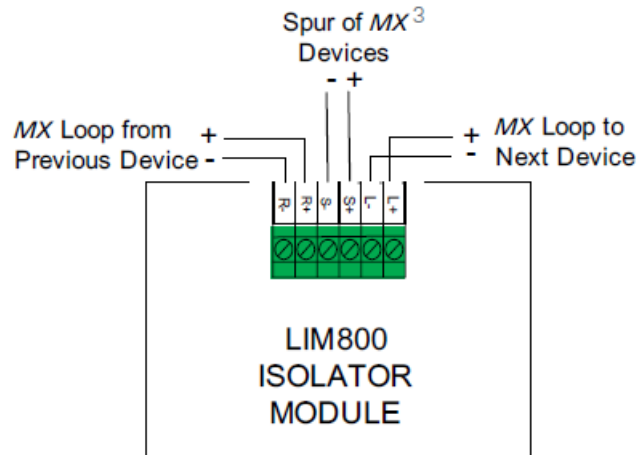 Spur of MX 3
Devices
- +
MX Loop from +
Previous Device -
+ MX Loop to
- Next Device
R- R+ S- S+ L- L+
LIM800
ISOLATOR
MODULE